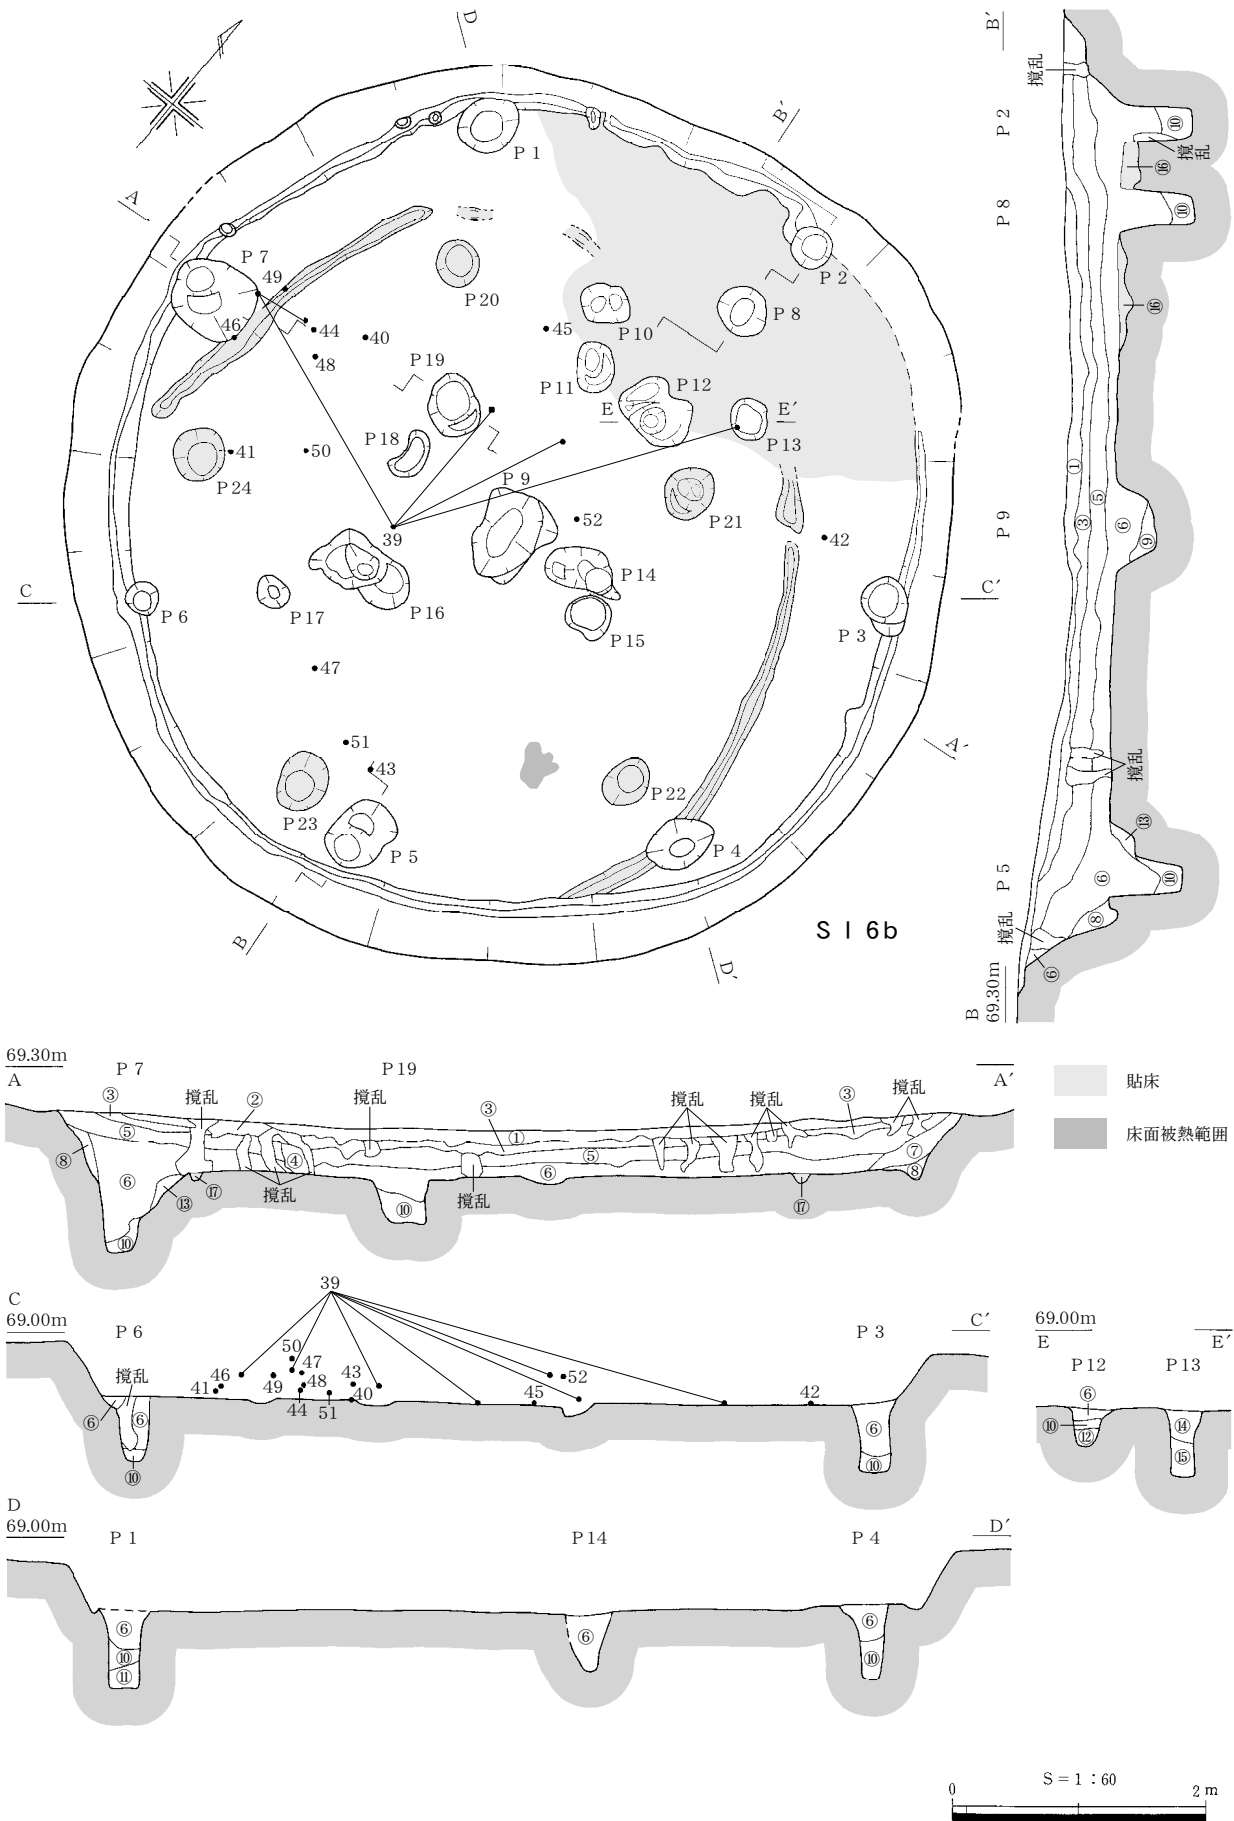 D
B′
A
P 1
P 2
P 7
49
46
44
40
48
P 20
45
P 10
P 8
P 19
P 11
P 12
E
E′
P 13
P 18
41
50
P 24
P 9
52
P 21
42
39
C
C′
P 6
P 17
P 16
P 14
P 15
P 3
47
51
43
A′
P 23
P 22
P 5
P 4
B
D′
S I 6b
B′
攪乱
P 2
⑩
攪乱
⑯
P 8
⑩
⑯
①
③
⑤
⑥
⑨
P 9
攪乱
⑬
P 5
⑥
⑩
⑧
攪乱
⑥
B
69.30m
69.30m
A
P 7
P 19
A′
③
攪乱
②
攪乱
③
①
攪乱
攪乱
③
攪乱
⑤
⑧
④
⑤
⑦
⑥
⑥
⑧
⑬
⑰
攪乱
⑩
攪乱
⑰
⑩
貼床
床面被熱範囲
C
69.00m
39
C′
P 6
P 3
攪乱
50
46
47
43
52
41
49
48
40
45
42
44
51
⑥
⑥
⑥
⑩
⑩
69.00m
E
E′
P 12
P 13
⑥
⑩
⑫
⑭
⑮
D
69.00m
D′
P 1
P 14
P 4
⑥
⑥
⑥
⑩
⑪
⑩
S = 1 : 60
0
2 m